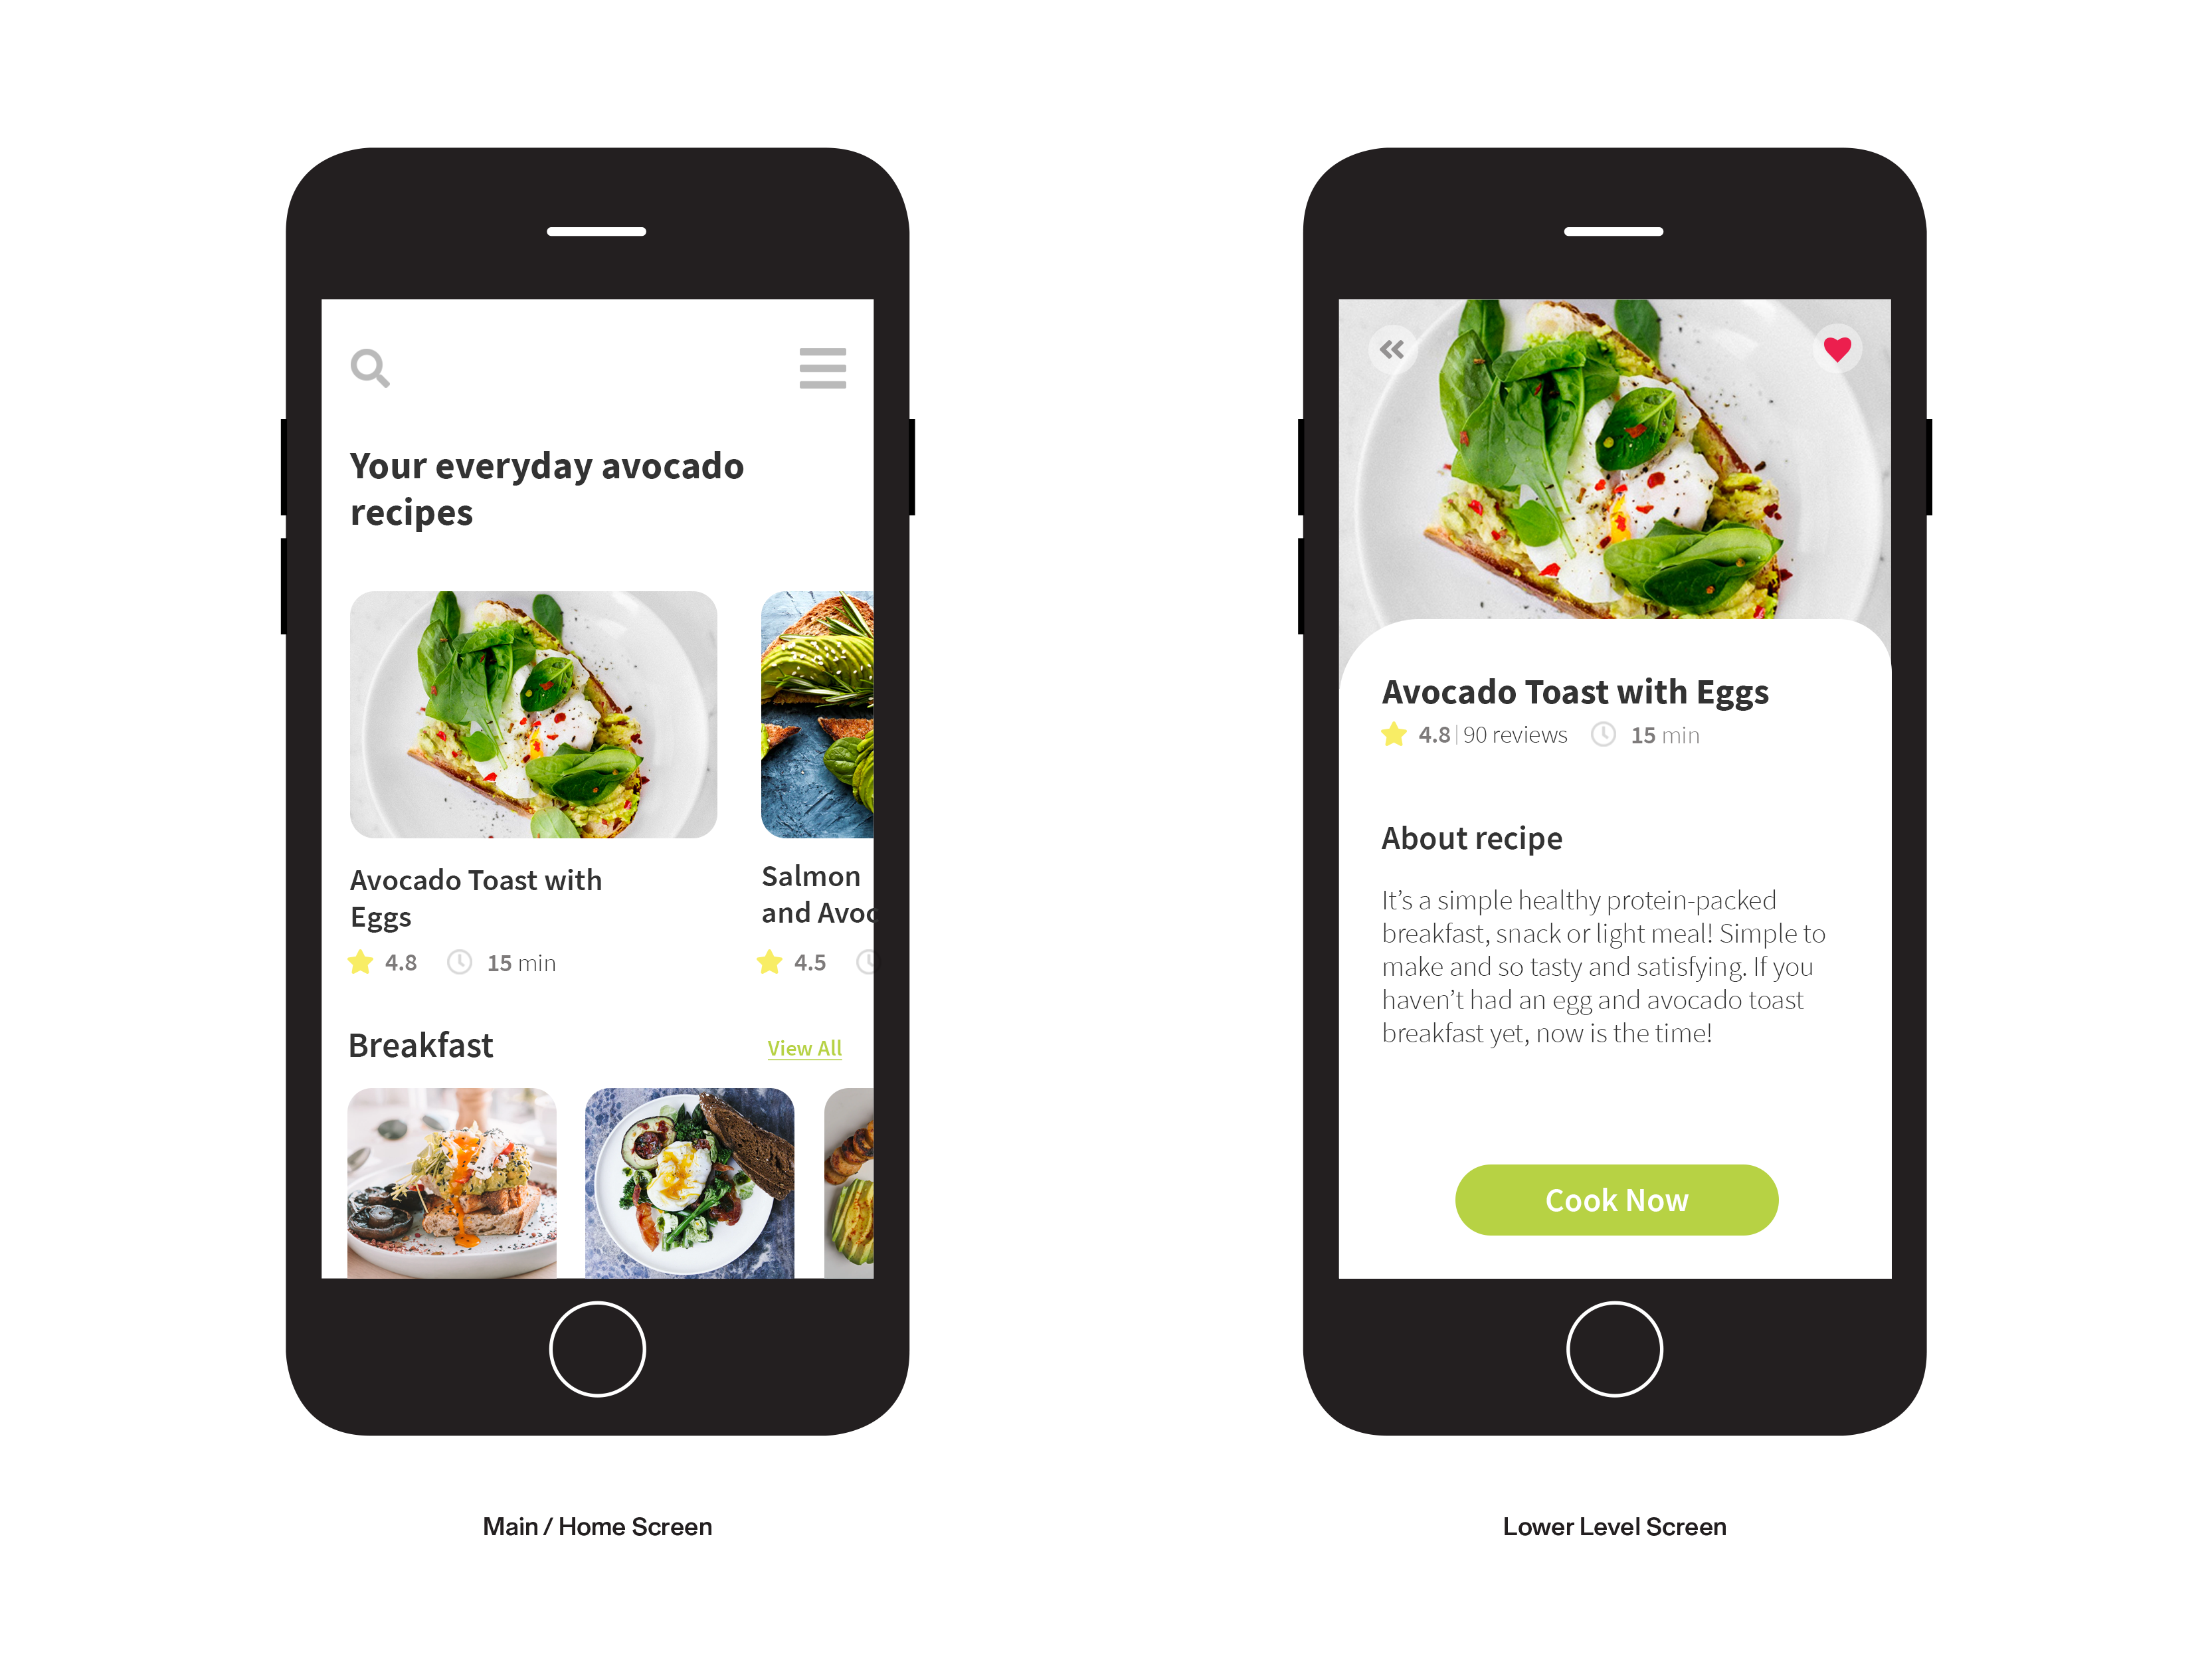 Your everyday avocado
recipes
Avocado Toast with
Eggs
4.8 15 min
Salmon
and Avoc
4.5
Breakfast
View All
Main / Home Screen
Avocado Toast with Eggs
4.8 | 90 reviews 15 min
About recipe
It’s a simple healthy protein-packed
breakfast, snack or light meal! Simple to
make and so tasty and satisfying. If you
haven’t had an egg and avocado toast
breakfast yet, now is the time!
Cook Now
Lower Level Screen